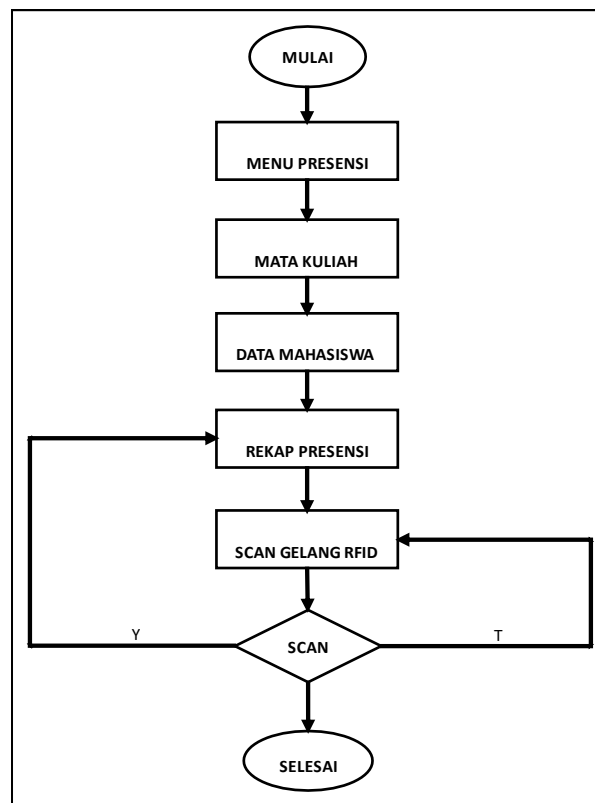 MULAI
MENU PRESENSI
MATA KULIAH
DATA MAHASISWA
REKAP PRESENSI
SCAN GELANG RFID
Y
SCAN
T
SELESAI